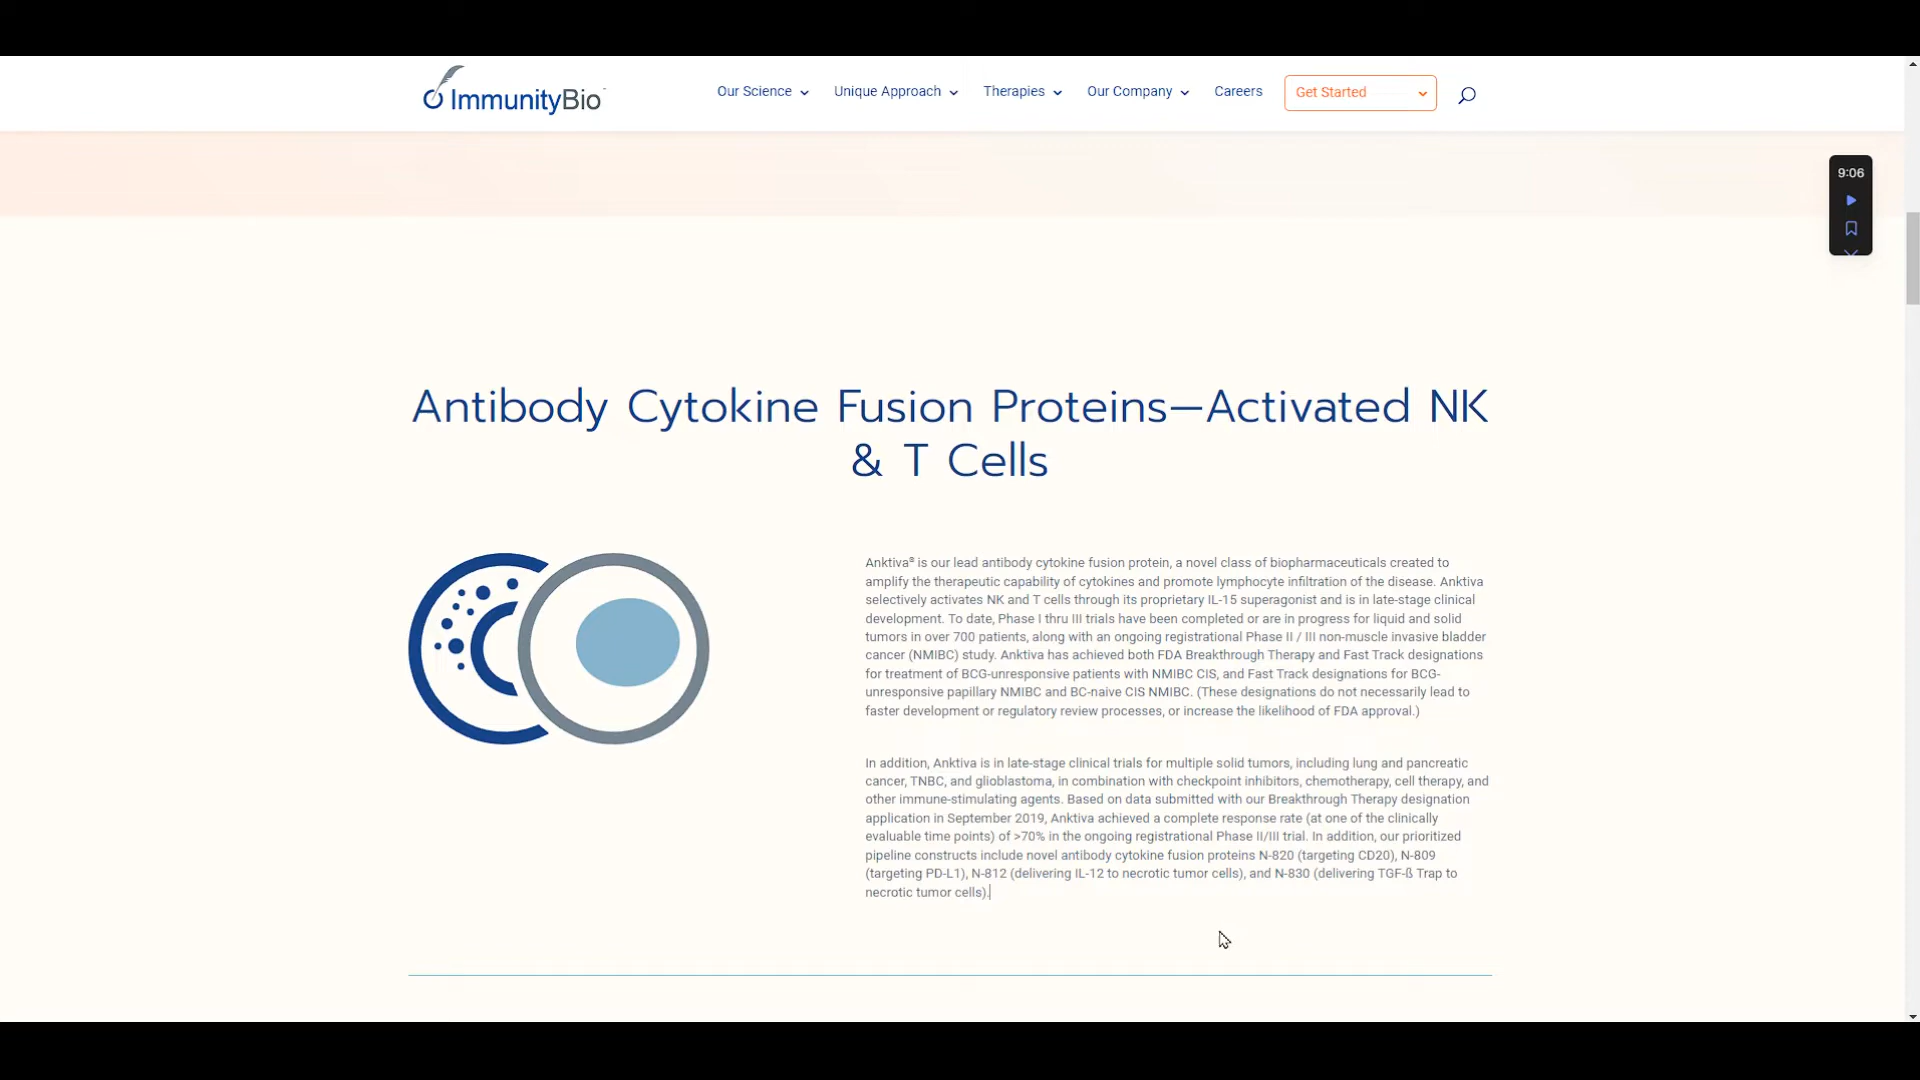 ImmunityBio
Our Science
Unique Approach
Therapies
Our Company
Careers
Get Started
9:06
Antibody Cytokine Fusion Proteins—Activated NK
& T Cells
Anktiva® is our lead antibody cytokine fusion protein, a novel class of biopharmaceuticals created to
amplify the therapeutic capability of cytokines and promote lymphocyte infiltration of the disease. Anktiva
selectively activates NK and T cells through its proprietary IL-15 superagonist and is in late-stage clinical
development. To date, Phase I thru III trials have been completed or are in progress for liquid and solid
tumors in over 700 patients, along with an ongoing registrational Phase II / III non-muscle invasive bladder
cancer (NMIBC) study. Anktiva has achieved both FDA Breakthrough Therapy and Fast Track designations
for treatment of BCG-unresponsive patients with NMIBC CIS, and Fast Track designations for BCG-
unresponsive papillary NMIBC and BC-naive CIS NMIBC. (These designations do not necessarily lead to
faster development or regulatory review processes, or increase the likelihood of FDA approval.)
In addition, Anktiva is in late-stage clinical trials for multiple solid tumors, including lung and pancreatic
cancer, TNBC, and glioblastoma, in combination with checkpoint inhibitors, chemotherapy, cell therapy, and
other immune-stimulating agents. Based on data submitted with our Breakthrough Therapy designation
application in September 2019, Anktiva achieved a complete response rate (at one of the clinically
evaluable time points) of >70% in the ongoing registrational Phase II/III trial. In addition, our prioritized
pipeline constructs include novel antibody cytokine fusion proteins N-820 (targeting CD20), N-809
(targeting PD-L1), N-812 (delivering IL-12 to necrotic tumor cells), and N-830 (delivering TGF-ß Trap to
necrotic tumor cells).